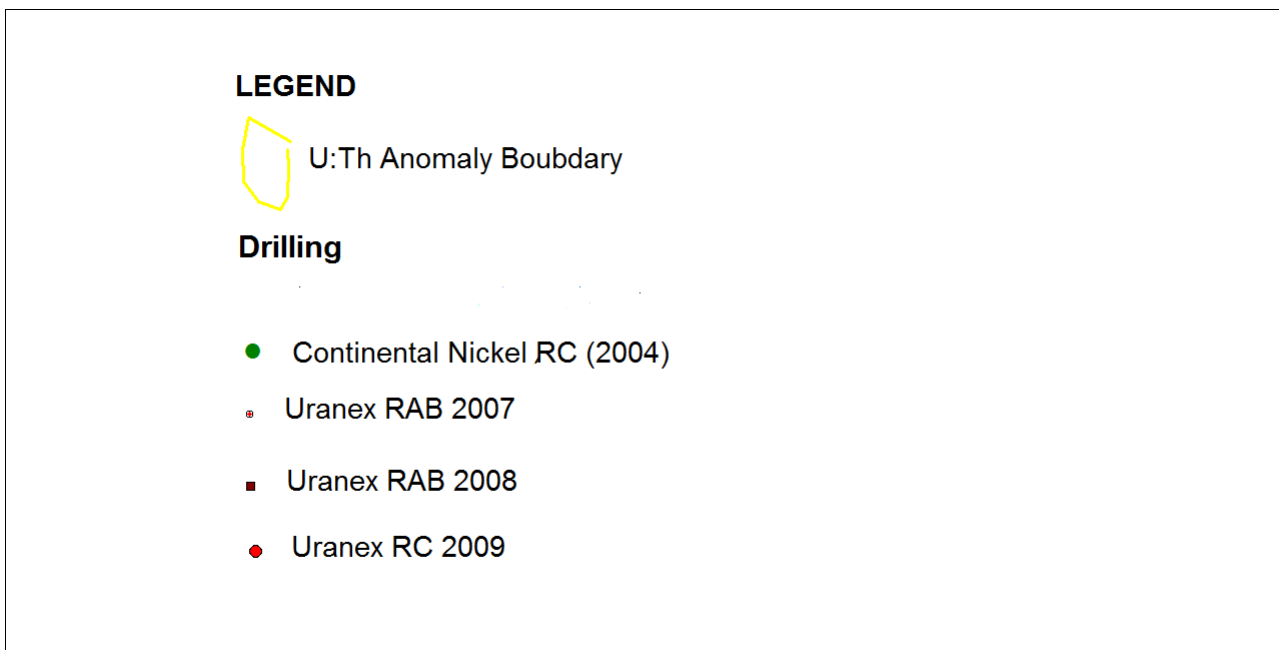 LEGEND
U:Th Anomaly Boubdary
Drilling
Continental Nickel RC (2004)
Uranex RAB 2007
Uranex RAB 2008
Uranex RC 2009